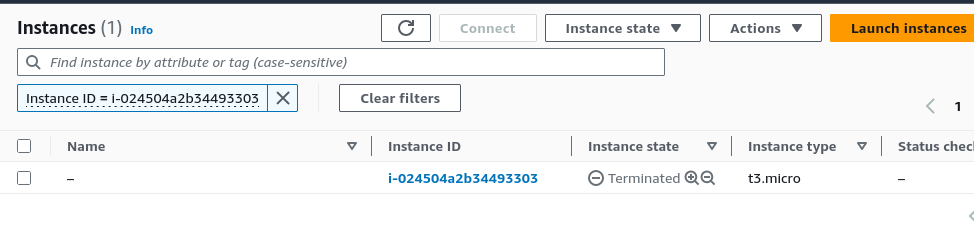 Instances (1) Info
Connect
Instance state
Actions
Launch instances
Find instance by attribute or tag (case-sensitive)
Instance ID = i-024504a2b34493303
Clear filters
1
Name Instance ID Instance state Instance type Status chec
– i-024504a2b34493303 Terminated t3.micro –